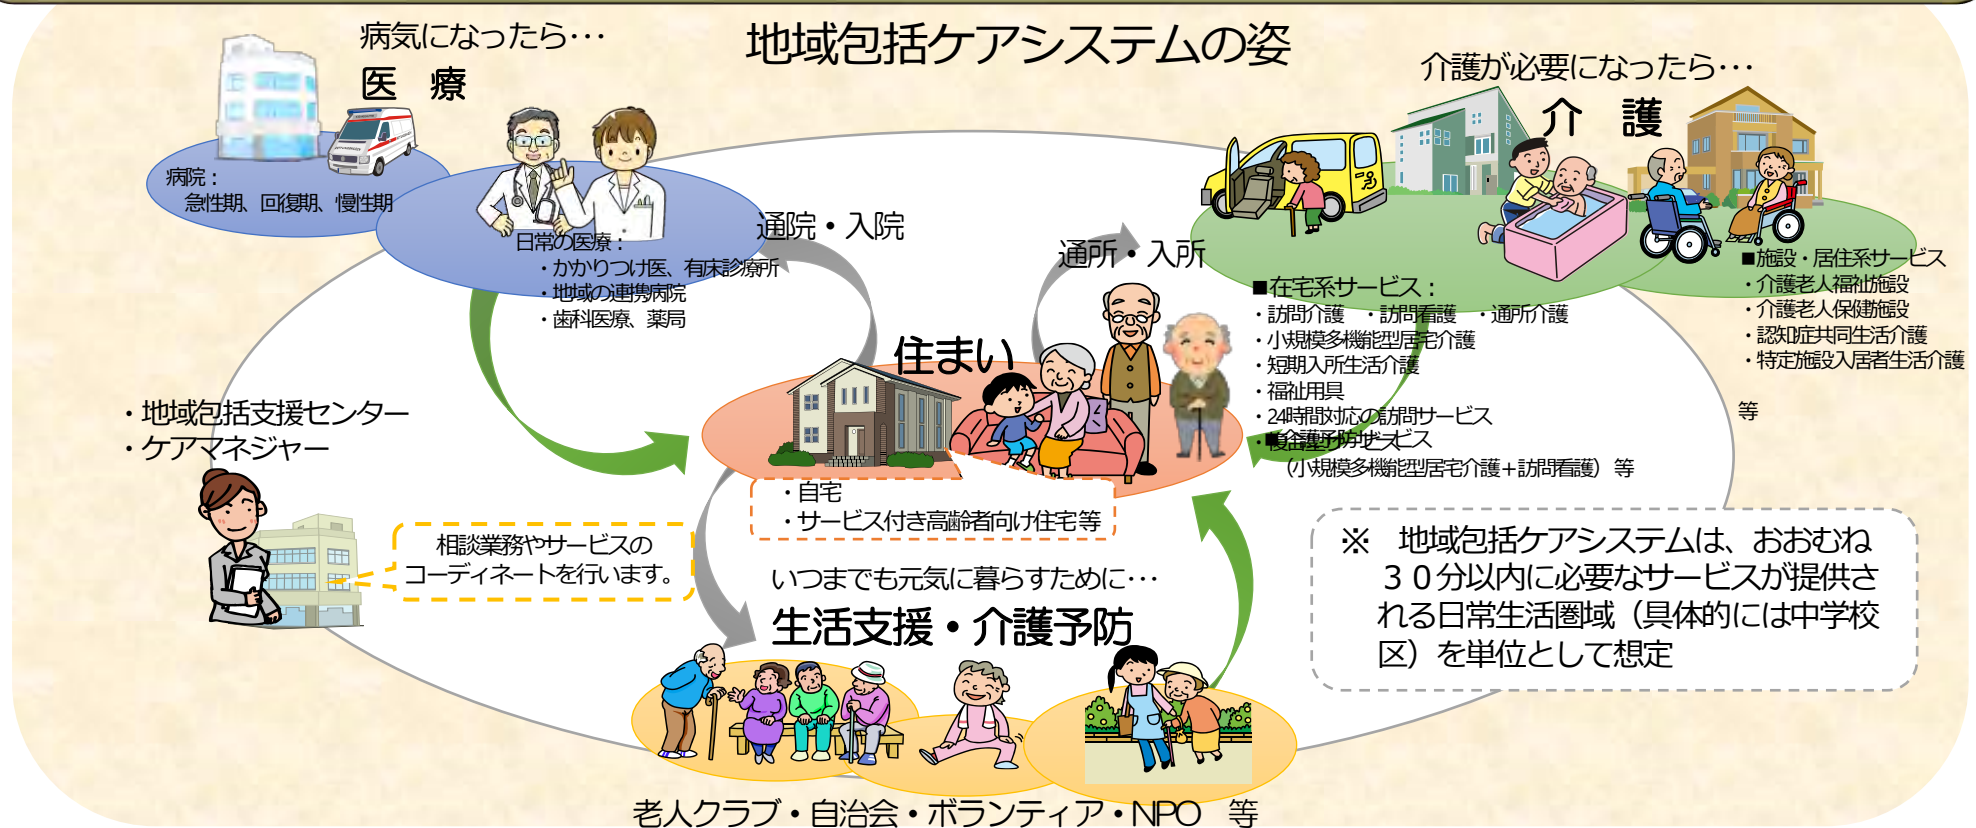 地域包括ケアシステムの姿
病気になったら･･･
医 療
病院：
急性期、回復期、慢性期
日常の医療：
・かかりつけ医、有床診療所
・地域の連携病院
・歯科医療、薬局
通院・入院
通所・入所
介護が必要になったら･･･
介 護
■在宅系サービス：
・訪問介護 ・訪問看護 ・通所介護
・小規模多機能型居宅介護
・短期入所生活介護
・福祉用具
・24時間対応の訪問サービス
■介護予防サービス
（小規模多機能型居宅介護＋訪問看護）等
■施設・居住系サービス
・介護老人福祉施設
・介護老人保健施設
・認知症共同生活介護
・特定施設入居者生活介護
等
住まい
・自宅
・サービス付き高齢者向け住宅等
・地域包括支援センター
・ケアマネジャー
相談業務やサービスの
コーディネートを行います。
いつまでも元気に暮らすために･･･
生活支援・介護予防
老人クラブ・自治会・ボランティア・NPO 等
※ 地域包括ケアシステムは、おおむね
３０分以内に必要なサービスが提供さ
れる日常生活圏域（具体的には中学校
区）を単位として想定